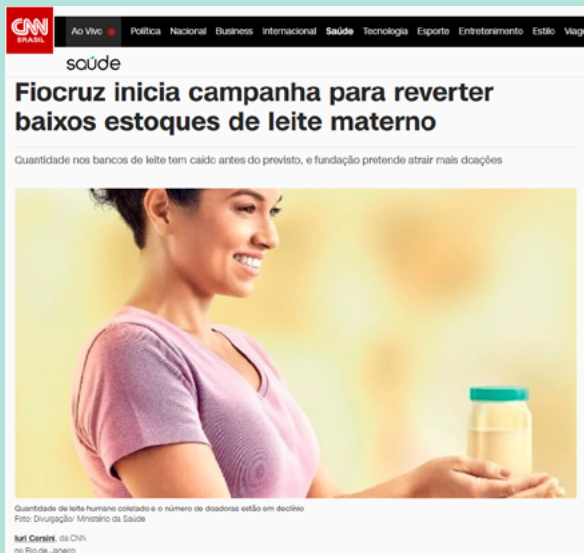 CNN
BRASIL
Ao Vivo Política Nacional Business Internacional Saúde Tecnologia Esporte Entretenimento Estilo
saúde
Fiocruz inicia campanha para reverter
baixos estoques de leite materno
Quantidade nos bancos de leite tem caído antes do previsto, e fundação pretende atrair mais doações
Quantidade de leite humano coletado e o número de doadoras estão em declínio
Foto: Divulgação/ Ministério da Saúde
Iuri Corsini, da CNN
no Rio de Janeiro